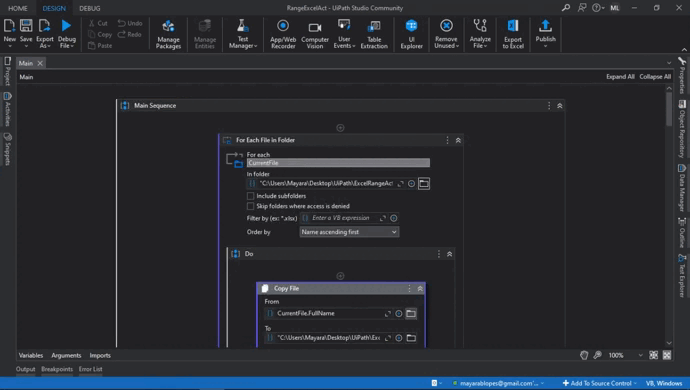 RangeExcelAct - UiPath Studio Community
ML
HOME DESIGN DEBUG
New Save Export As Debug File
Cut Copy Paste Undo Redo
Manage Packages
Manage Entities
Test Manager
App/Web Recorder
Computer Vision
User Events
Table Extraction
UI Explorer
Remove Unused
Analyze File
Export to Excel
Publish
Main
Main
Expand All Collapse All
Project
Activities
Snippets
Properties
Object Repository
Data Manager
Outline
Test Explorer
Main Sequence
For Each File in Folder
For each
CurrentFile
In folder
"C:\Users\Mayara\Desktop\UiPath\ExcelRangeAct
Include subfolders
Skip folders where access is denied
Filter by (ex: *.xlsx) Enter a VB expression
Order by Name ascending first
Do
Copy File
From
CurrentFile.FullName
To
"C:\Users\Mayara\Desktop\UiPath\Exc
Variables Arguments Imports
100%
Output Breakpoints Error List
0 mayarablopes@gmail.com'... Add To Source Control VB, Windows